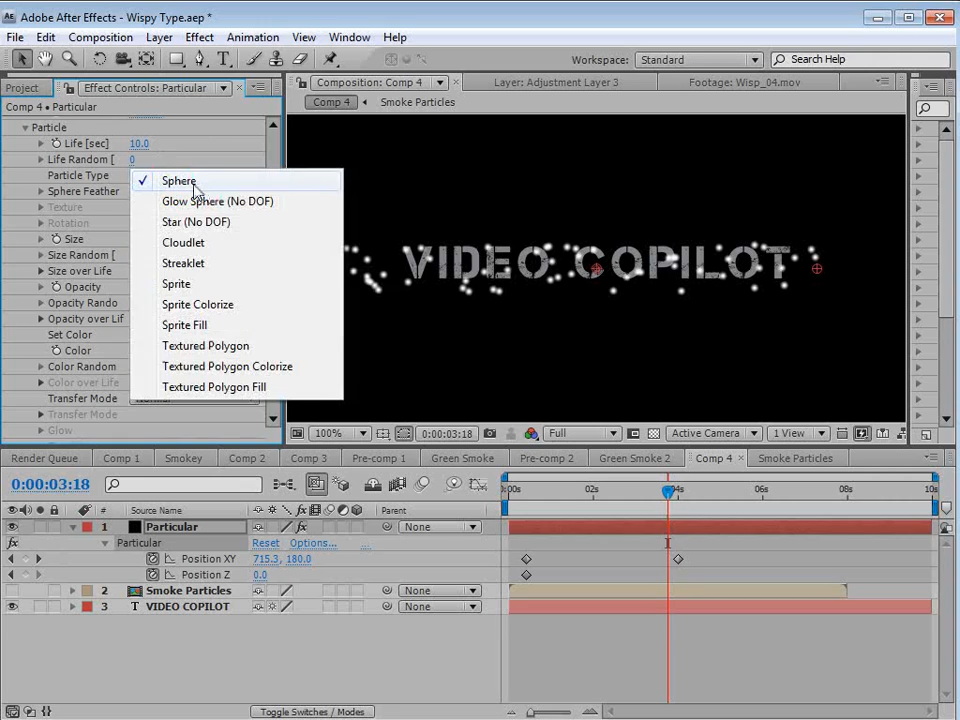 Adobe After Effects - Wispy Type.aep *
File Edit Composition Layer Effect Animation View Window Help
Workspace: Standard Search Help
Project Effect Controls: Particular Composition: Comp 4 Layer: Adjustment Layer 3 Footage: Wisp_04.mov
Comp 4 • Particular Comp 4 Smoke Particles
Particle
Life [sec] 10.0
Life Random [ 0
Particle Type
Sphere Feather
Texture
Rotation
Size
Size Random [
Size over Life
Opacity
Opacity Rando
Opacity over Lif
Set Color
Color
Color Random
Color over Life
Transfer Mode
Transfer Mode
Glow
Sphere
Glow Sphere (No DOF)
Star (No DOF)
Cloudlet
Streaklet
Sprite
Sprite Colorize
Sprite Fill
Textured Polygon
Textured Polygon Colorize
Textured Polygon Fill
VIDEO COPILOT
100% 0:00:03:18 Full Active Camera 1 View
Render Queue Comp 1 Smokey Comp 2 Comp 3 Pre-comp 1 Green Smoke Pre-comp 2 Green Smoke 2 Comp 4 Smoke Particles
0:00:03:18 :00s 02s 4s 06s 08s 10s
# Source Name Parent
1 Particular None
Particular Reset Options... ...
Position XY 715.3, 180.0
Position Z 0.0
2 Smoke Particles None
3 T VIDEO COPILOT None
Toggle Switches / Modes